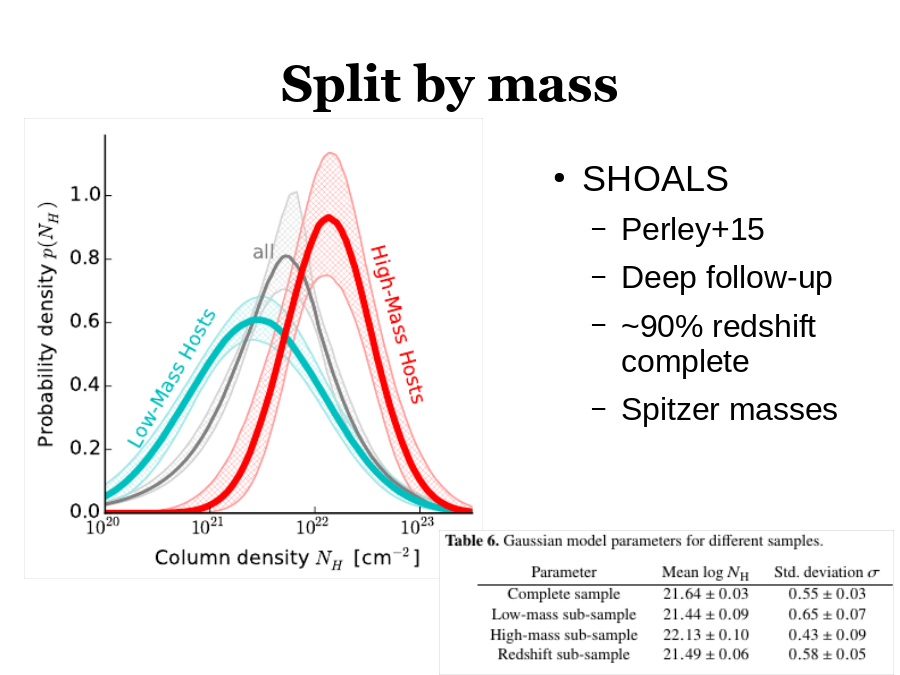 Split by mass
Probability density p(N_H)
1.0
0.8
0.6
0.4
0.2
0.0
all
Low-Mass Hosts
High-Mass Hosts
10^20
10^21
10^22
10^23
Column density N_H [cm^−2]
• SHOALS
– Perley+15
– Deep follow-up
– ~90% redshift
complete
– Spitzer masses
Table 6. Gaussian model parameters for different samples.
Parameter Mean log N_H Std. deviation σ
Complete sample 21.64 ± 0.03 0.55 ± 0.03
Low-mass sub-sample 21.44 ± 0.09 0.65 ± 0.07
High-mass sub-sample 22.13 ± 0.10 0.43 ± 0.09
Redshift sub-sample 21.49 ± 0.06 0.58 ± 0.05